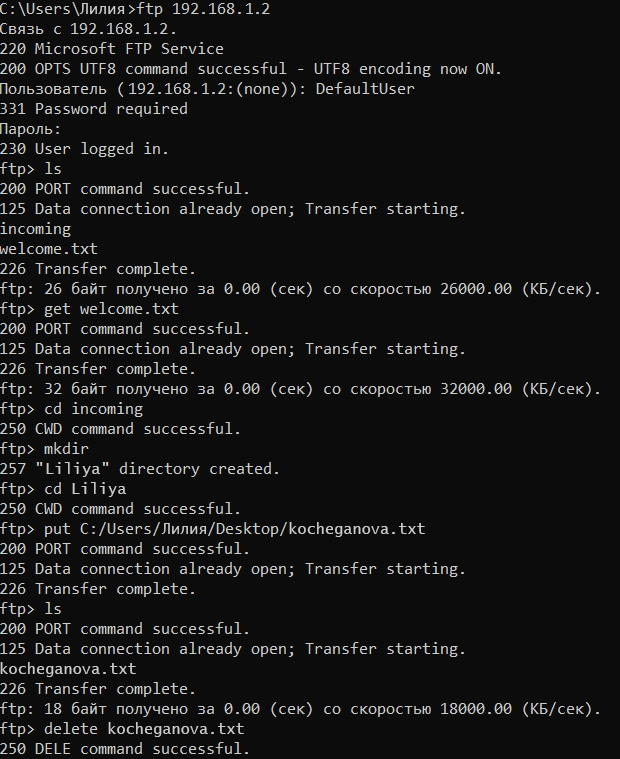 C:\Users\Лилия>ftp 192.168.1.2
Связь с 192.168.1.2.
220 Microsoft FTP Service
200 OPTS UTF8 command successful - UTF8 encoding now ON.
Пользователь (192.168.1.2:(none)): DefaultUser
331 Password required
Пароль:
230 User logged in.
ftp> ls
200 PORT command successful.
125 Data connection already open; Transfer starting.
incoming
welcome.txt
226 Transfer complete.
ftp: 26 байт получено за 0.00 (сек) со скоростью 26000.00 (КБ/сек).
ftp> get welcome.txt
200 PORT command successful.
125 Data connection already open; Transfer starting.
226 Transfer complete.
ftp: 32 байт получено за 0.00 (сек) со скоростью 32000.00 (КБ/сек).
ftp> cd incoming
250 CWD command successful.
ftp> mkdir
257 "Liliya" directory created.
ftp> cd Liliya
250 CWD command successful.
ftp> put C:/Users/Лилия/Desktop/kocheganova.txt
200 PORT command successful.
125 Data connection already open; Transfer starting.
226 Transfer complete.
ftp> ls
200 PORT command successful.
125 Data connection already open; Transfer starting.
kocheganova.txt
226 Transfer complete.
ftp: 18 байт получено за 0.00 (сек) со скоростью 18000.00 (КБ/сек).
ftp> delete kocheganova.txt
250 DELE command successful.